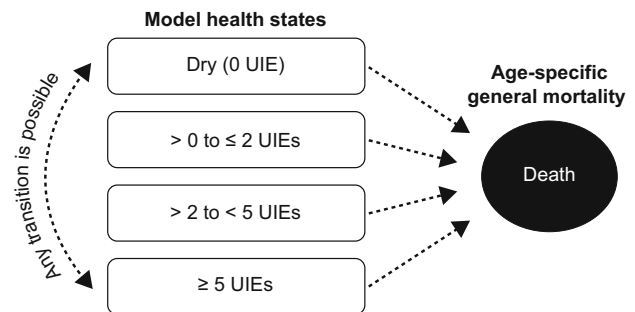 Model health states
Dry (0 UIE)
> 0 to ≤ 2 UIEs
> 2 to < 5 UIEs
≥ 5 UIEs
Any transition is possible
Age-specific
general mortality
Death